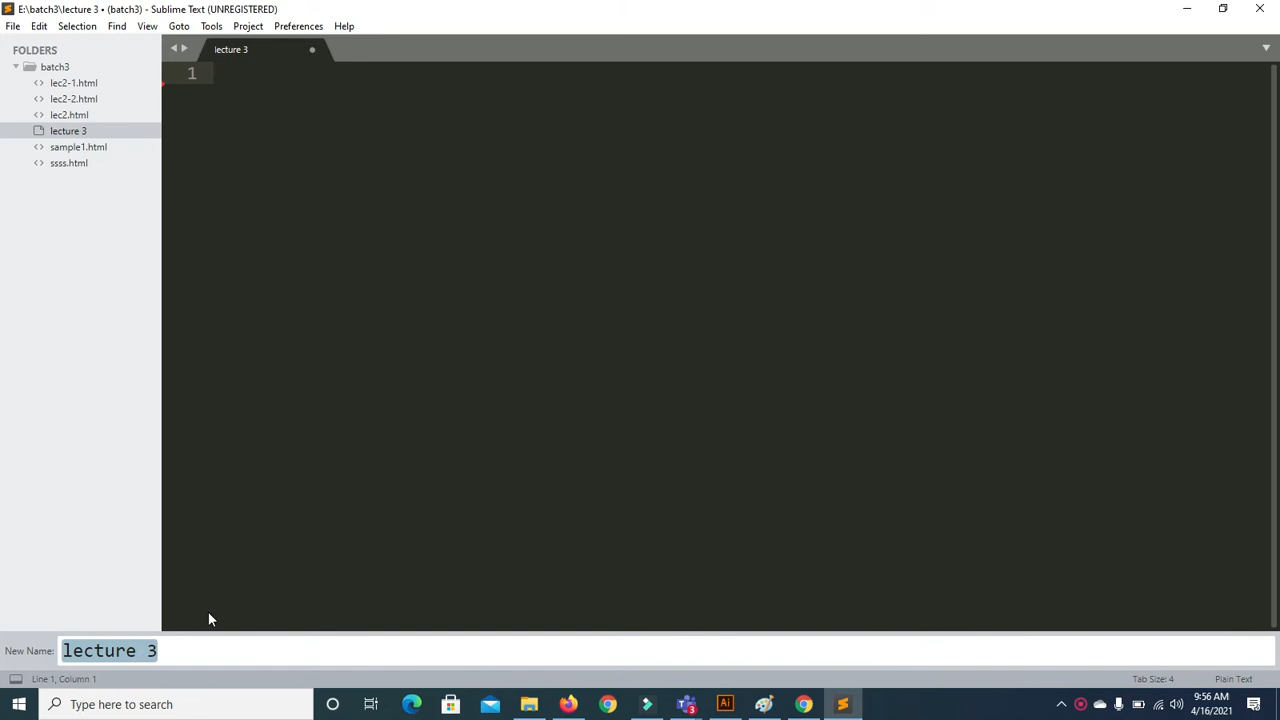 E:\batch3\lecture 3 • (batch3) - Sublime Text (UNREGISTERED)
File Edit Selection Find View Goto Tools Project Preferences Help
FOLDERS
batch3
lec2-1.html
lec2-2.html
lec2.html
lecture 3
sample1.html
ssss.html
lecture 3
1
New Name: lecture 3
Line 1, Column 1
Tab Size: 4
Plain Text
Type here to search
Ai
3
9:56 AM
4/16/2021